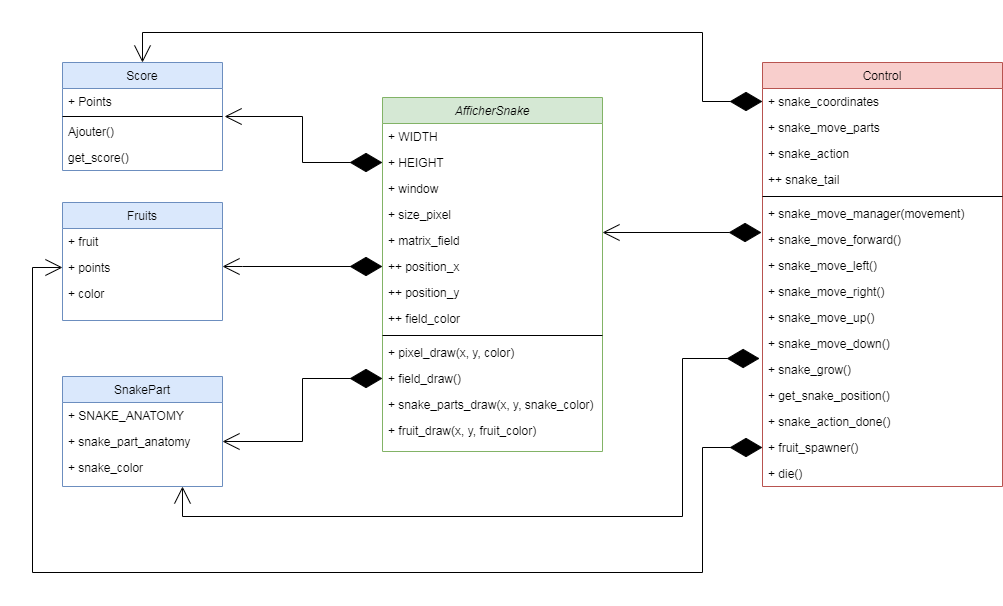 Score
+ Points
Ajouter()
get_score()
Fruits
+ fruit
+ points
+ color
SnakePart
+ SNAKE_ANATOMY
+ snake_part_anatomy
+ snake_color
AfficherSnake
+ WIDTH
+ HEIGHT
+ window
+ size_pixel
+ matrix_field
++ position_x
++ position_y
++ field_color
+ pixel_draw(x, y, color)
+ field_draw()
+ snake_parts_draw(x, y, snake_color)
+ fruit_draw(x, y, fruit_color)
Control
+ snake_coordinates
+ snake_move_parts
+ snake_action
++ snake_tail
+ snake_move_manager(movement)
+ snake_move_forward()
+ snake_move_left()
+ snake_move_right()
+ snake_move_up()
+ snake_move_down()
+ snake_grow()
+ get_snake_position()
+ snake_action_done()
+ fruit_spawner()
+ die()